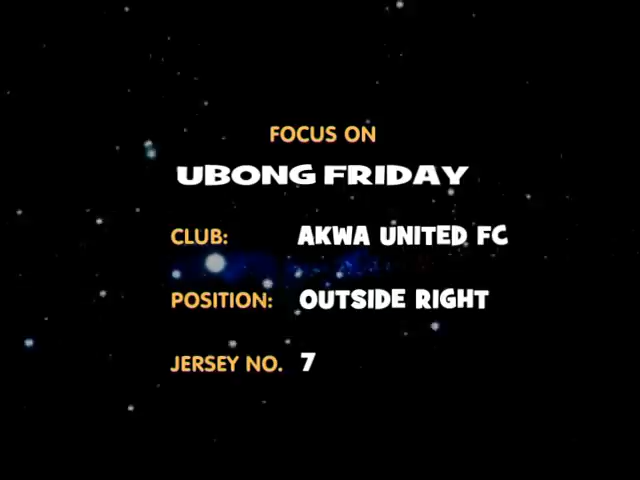 FOCUS ON
UBONG FRIDAY
CLUB: AKWA UNITED FC
POSITION: OUTSIDE RIGHT
JERSEY NO. 7